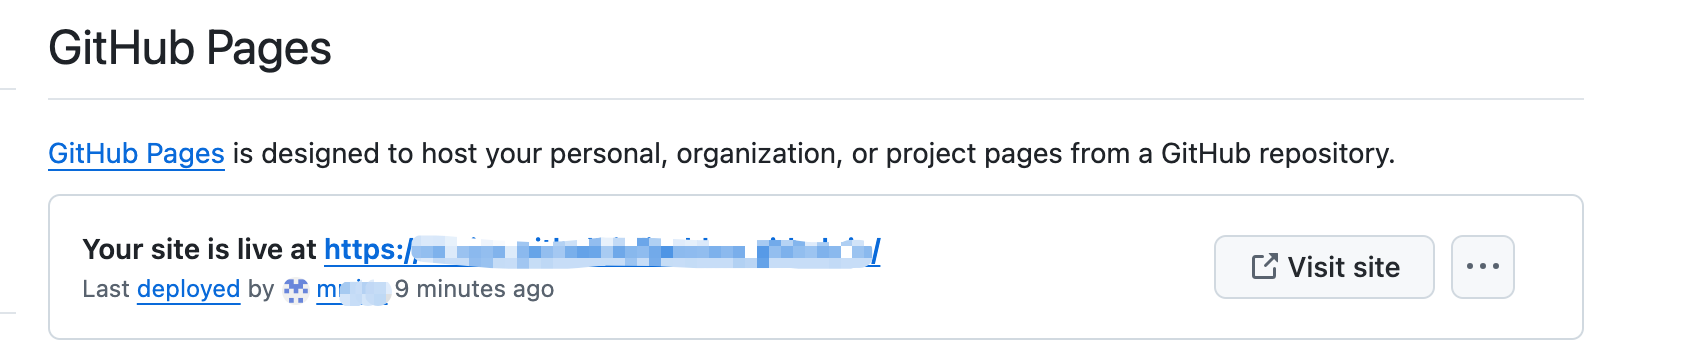 GitHub Pages
GitHub Pages is designed to host your personal, organization, or project pages from a GitHub repository.
Your site is live at https:/
Last deployed by 9 minutes ago
Visit site